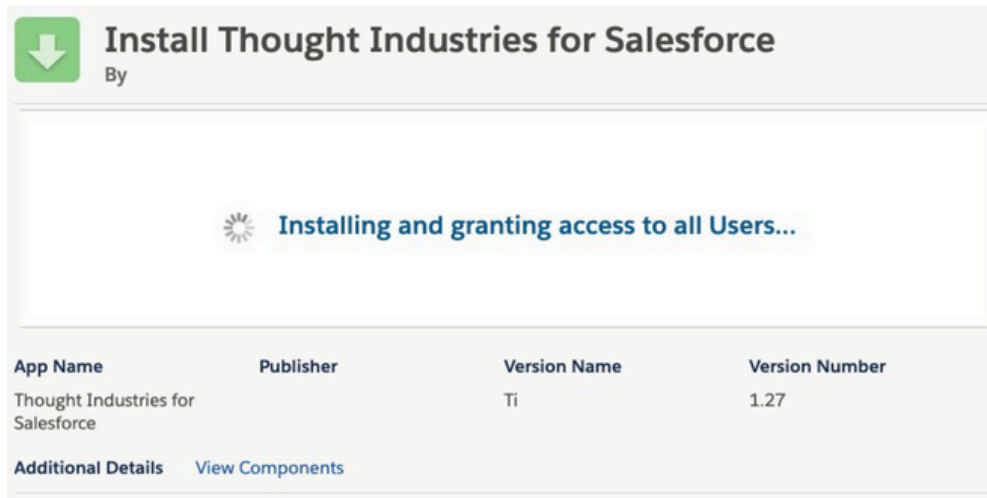 Install Thought Industries for Salesforce
By
Installing and granting access to all Users...
App Name Publisher Version Name Version Number
Thought Industries for Ti 1.27
Salesforce
Additional Details View Components